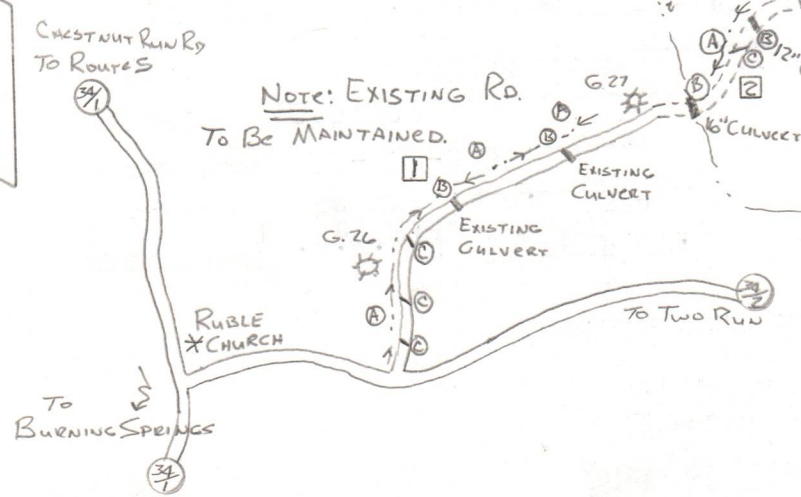 CHESTNUT RUN RD
TO ROUTE 5
34/1
NOTE: EXISTING RD.
TO BE MAINTAINED.
G.27
A
B
C
12"
2
B
16" CULVERT
A
B
A
1
B
EXISTING
CULVERT
EXISTING
CULVERT
G.26
C
C
A
C
RUBLE
CHURCH
34/2
TO TWO RUN
TO
BURNING SPRINGS
34/1